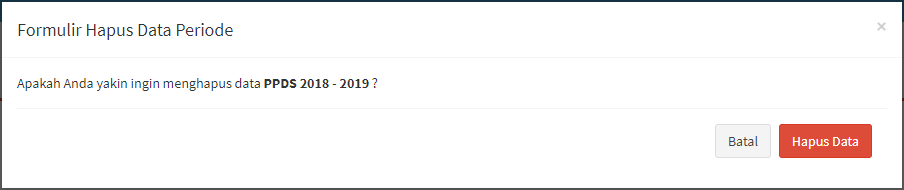 Formulir Hapus Data Periode
×
Apakah Anda yakin ingin menghapus data PPDS 2018 - 2019 ?
Batal
Hapus Data